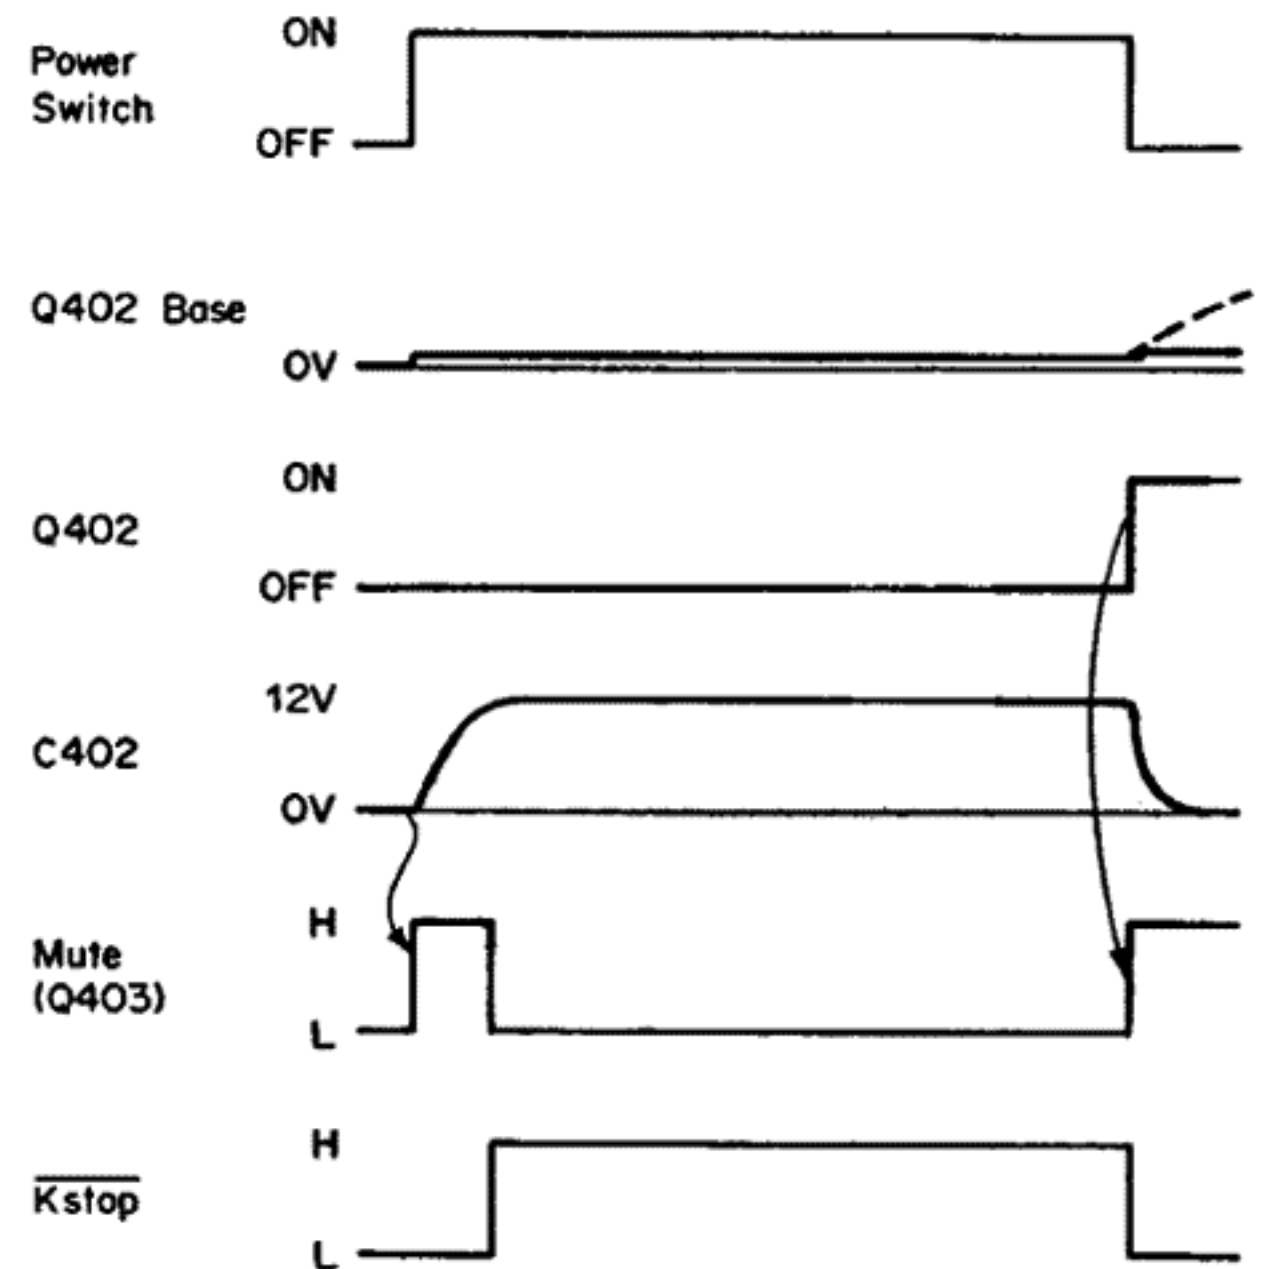 Power
Switch
ON
OFF
Q402 Base
0V
Q402
ON
OFF
C402
12V
0V
Mute
(Q403)
H
L
Kstop
H
L